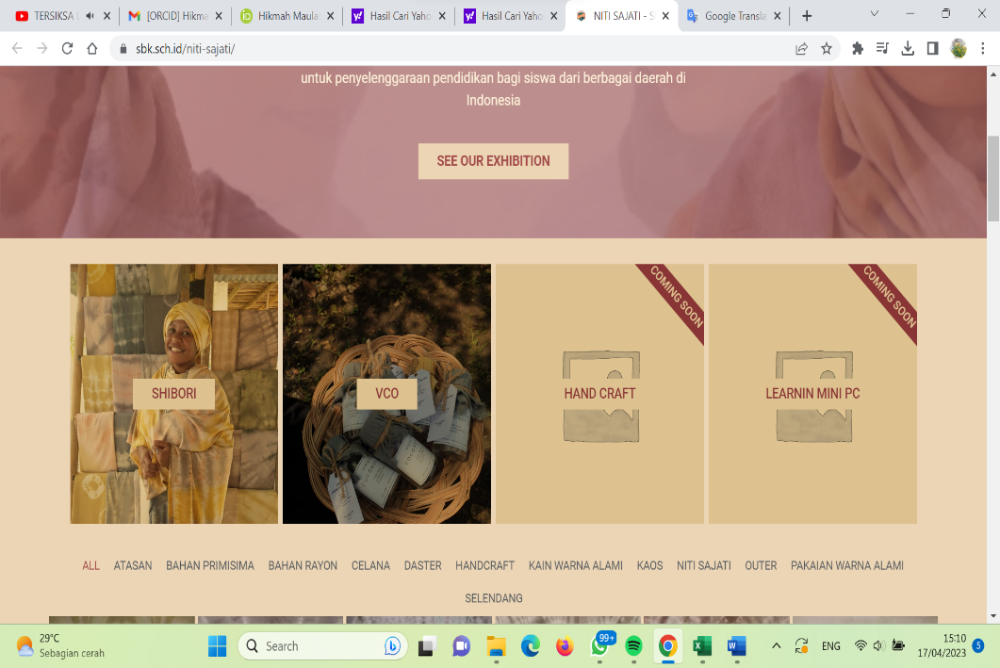 TERSIKSA
[ORCID] Hikma
Hikmah Maula
Hasil Cari Yaho
Hasil Cari Yaho
NITI SAJATI - S
Google Transla
sbk.sch.id/niti-sajati/
untuk penyelenggaraan pendidikan bagi siswa dari berbagai daerah di
Indonesia
SEE OUR EXHIBITION
COMING SOON
COMING SOON
SHIBORI
VCO
HAND CRAFT
LEARNIN MINI PC
ALL ATASAN BAHAN PRIMISIMA BAHAN RAYON CELANA DASTER HANDCRAFT KAIN WARNA ALAMI KAOS NITI SAJATI OUTER PAKAIAN WARNA ALAMI
SELENDANG
29°C
Sebagian cerah
Search
99+
ENG
15:10
17/04/2023
5